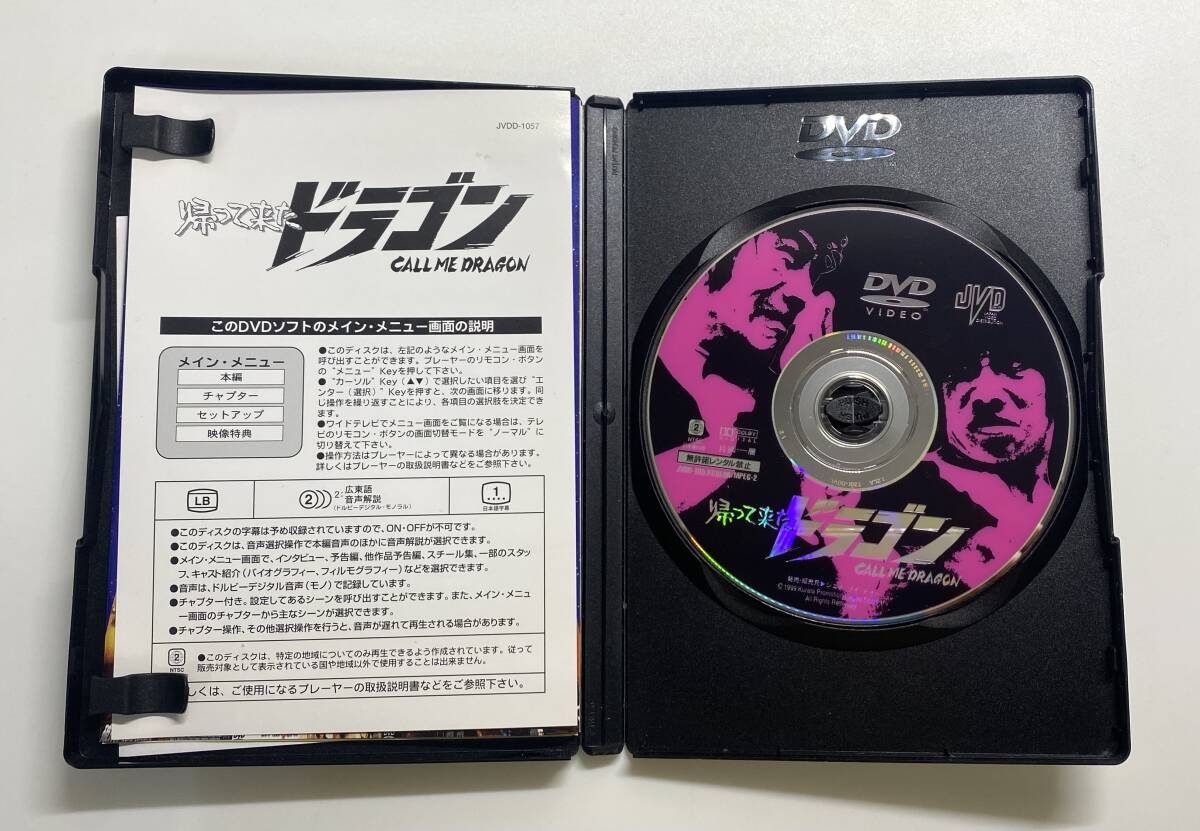 JVDD-1057
帰って来た
ドラゴン
CALL ME DRAGON
このDVDソフトのメイン・メニュー画面の説明
メイン・メニュー
本編
チャプター
セットアップ
映像特典
●このディスクは、左記のようなメイン・メニュー画面を
呼び出すことができます。プレーヤーのリモコン・ボタン
の“メニュー”Keyを押して下さい。
●“カーソル”Key(▲▼)で選択したい項目を選び“エ
ンター(選択)”Keyを押すと、次の画面に移ります。同
じ操作を繰り返すことにより、各項目の選択肢を決定でき
ます。
●ワイドテレビでメニュー画面をご覧になる場合は、テレ
ビのリモコン・ボタンの画面切替モードを“ノーマル”に
切り替えて下さい。
●操作方法はプレーヤーによって異なる場合があります。
詳しくはプレーヤーの取扱説明書などをご参照下さい。
LB
2
2:広東語
音声解説
(ドルビーデジタル・モノラル)
1
日本語字幕
●このディスクの字幕は予め収録されていますので、ON・OFFが不可です。
●このディスクは、音声選択操作で本編音声のほかに音声解説が選択できます。
●メイン・メニュー画面で、インタビュー、予告編、他作品予告編、スチール集、一部のスタッ
フ、キャスト紹介(バイオグラフィー、フィルモグラフィー)などを選択できます。
●音声は、ドルビーデジタル音声(モノ)で記録しています。
●チャプター付き。設定してあるシーンを呼び出すことができます。また、メイン・メニュ
ー画面のチャプターから主なシーンが選択できます。
●チャプター操作、その他選択操作を行うと、音声が遅れて再生される場合があります。
2
NTSC
●このディスクは、特定の地域についてのみ再生できるよう作成されています。従って
販売対象として表示されている国や地域以外で使用することは出来ません。
しくは、ご使用になるプレーヤーの取扱説明書などをご参照下さい。
DVD
DVD
VIDEO
JVD
2
NTSC
片面一層
無許諾レンタル禁止
MPEG-2
帰って来た
ドラゴン
CALL ME DRAGON
©1999 Kurata Promotion
All Rights Reserved